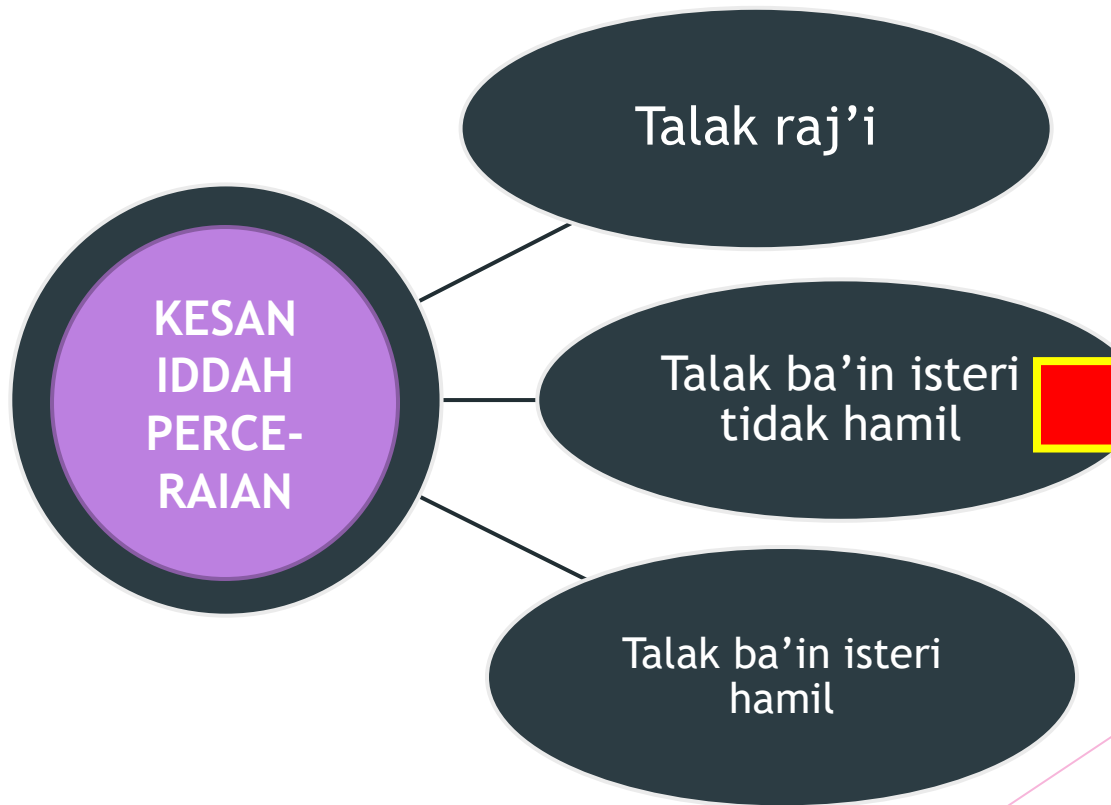 KESAN
IDDAH
PERCE-
RAIAN
Talak raj’i
Talak ba’in isteri
tidak hamil
Talak ba’in isteri
hamil